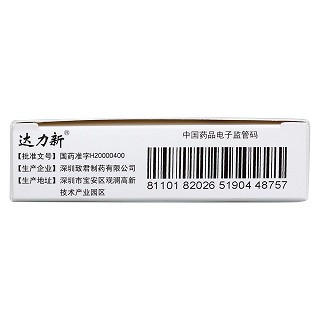 达力新®
【批准文号】国药准字H20000400
【生产企业】深圳致君制药有限公司
【生产地址】深圳市宝安区观澜高新
技术产业园区
中国药品电子监管码
81101 82026 51904 48757